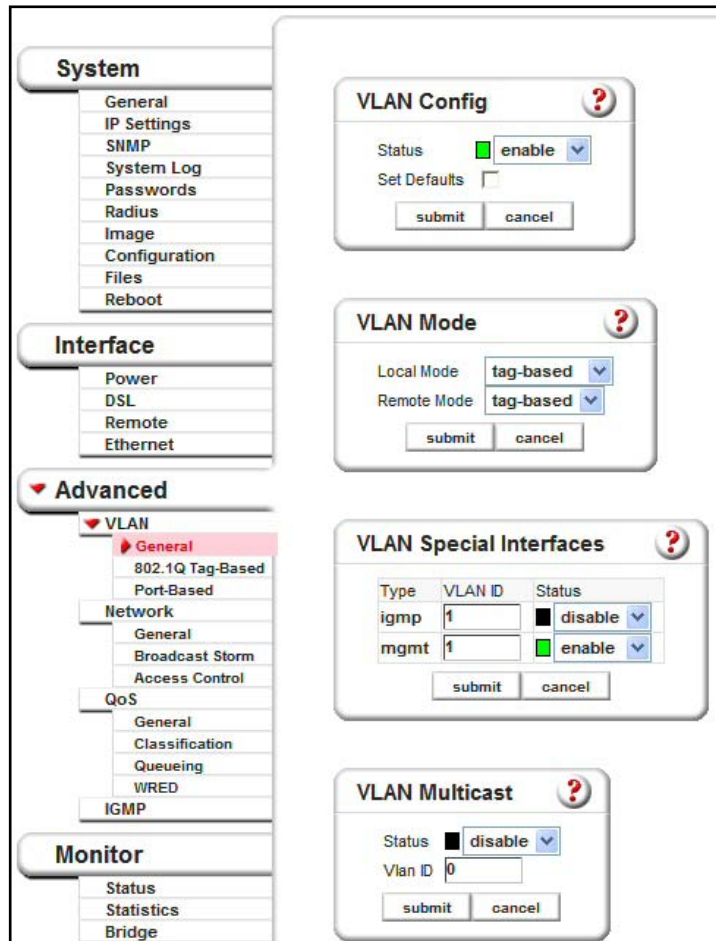 System
General
IP Settings
SNMP
System Log
Passwords
Radius
Image
Configuration
Files
Reboot
Interface
Power
DSL
Remote
Ethernet
Advanced
VLAN
General
802.1Q Tag-Based
Port-Based
Network
General
Broadcast Storm
Access Control
QoS
General
Classification
Queueing
WRED
IGMP
Monitor
Status
Statistics
Bridge
VLAN Config ?
Status enable
Set Defaults
submit cancel
VLAN Mode ?
Local Mode tag-based
Remote Mode tag-based
submit cancel
VLAN Special Interfaces ?
Type VLAN ID Status
igmp 1 disable
mgmt 1 enable
submit cancel
VLAN Multicast ?
Status disable
Vlan ID 0
submit cancel